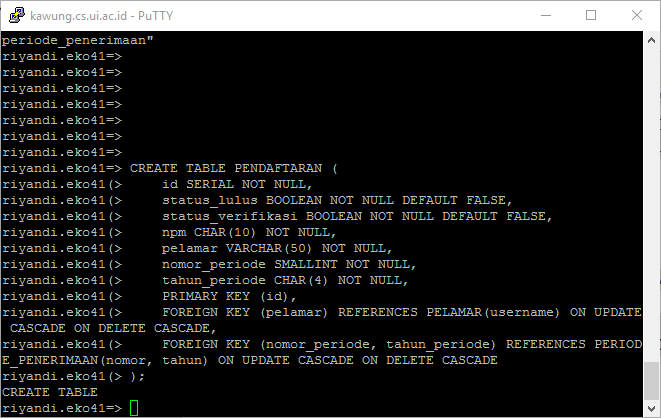 kawung.cs.ui.ac.id - PuTTY
periode_penerimaan"
riyandi.eko41=>
riyandi.eko41=>
riyandi.eko41=>
riyandi.eko41=>
riyandi.eko41=>
riyandi.eko41=>
riyandi.eko41=>
riyandi.eko41=> CREATE TABLE PENDAFTARAN (
riyandi.eko41(>     id SERIAL NOT NULL,
riyandi.eko41(>     status_lulus BOOLEAN NOT NULL DEFAULT FALSE,
riyandi.eko41(>     status_verifikasi BOOLEAN NOT NULL DEFAULT FALSE,
riyandi.eko41(>     npm CHAR(10) NOT NULL,
riyandi.eko41(>     pelamar VARCHAR(50) NOT NULL,
riyandi.eko41(>     nomor_periode SMALLINT NOT NULL,
riyandi.eko41(>     tahun_periode CHAR(4) NOT NULL,
riyandi.eko41(>     PRIMARY KEY (id),
riyandi.eko41(>     FOREIGN KEY (pelamar) REFERENCES PELAMAR(username) ON UPDATE
 CASCADE ON DELETE CASCADE,
riyandi.eko41(>     FOREIGN KEY (nomor_periode, tahun_periode) REFERENCES PERIOD
E_PENERIMAAN(nomor, tahun) ON UPDATE CASCADE ON DELETE CASCADE
riyandi.eko41(> );
CREATE TABLE
riyandi.eko41=>